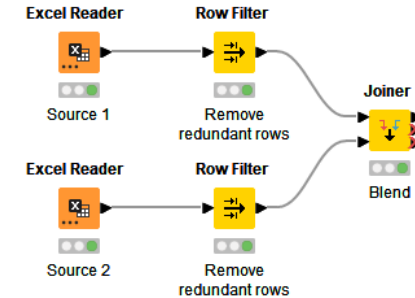 Excel Reader
Row Filter
Source 1
Remove
redundant rows
Joiner
Blend
Excel Reader
Row Filter
Source 2
Remove
redundant rows